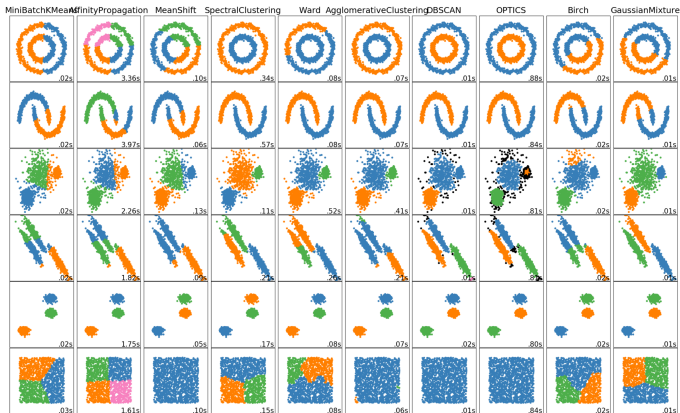 MiniBatchKMeans AffinityPropagation MeanShift SpectralClustering Ward AgglomerativeClustering DBSCAN OPTICS Birch GaussianMixture
.02s 3.36s .10s .34s .08s .07s .01s .88s .02s .01s
.02s 3.97s .06s .57s .08s .07s .01s .84s .02s .01s
.02s 2.26s .13s .11s .52s .41s .01s .81s .02s .01s
.02s 1.82s .09s .26s .01s .02s .01s
.02s 1.75s .05s .17s .08s .07s .02s .80s .02s .01s
.03s 1.61s .10s .15s .08s .06s .01s .84s .02s .01s